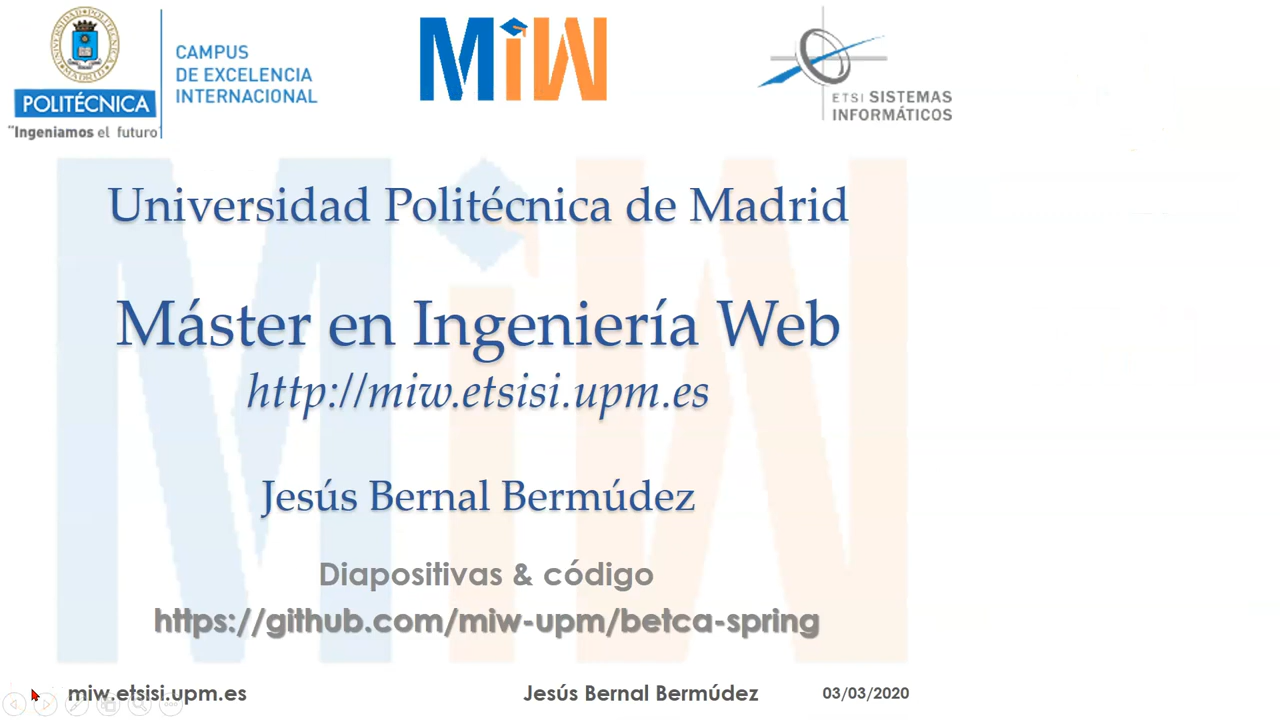 POLITÉCNICA
"Ingeniamos el futuro"
CAMPUS
DE EXCELENCIA
INTERNACIONAL
MiW
ETSI SISTEMAS
INFORMÁTICOS
Universidad Politécnica de Madrid
Máster en Ingeniería Web
http://miw.etsisi.upm.es
Jesús Bernal Bermúdez
Diapositivas & código
https://github.com/miw-upm/betca-spring
miw.etsisi.upm.es
Jesús Bernal Bermúdez
03/03/2020